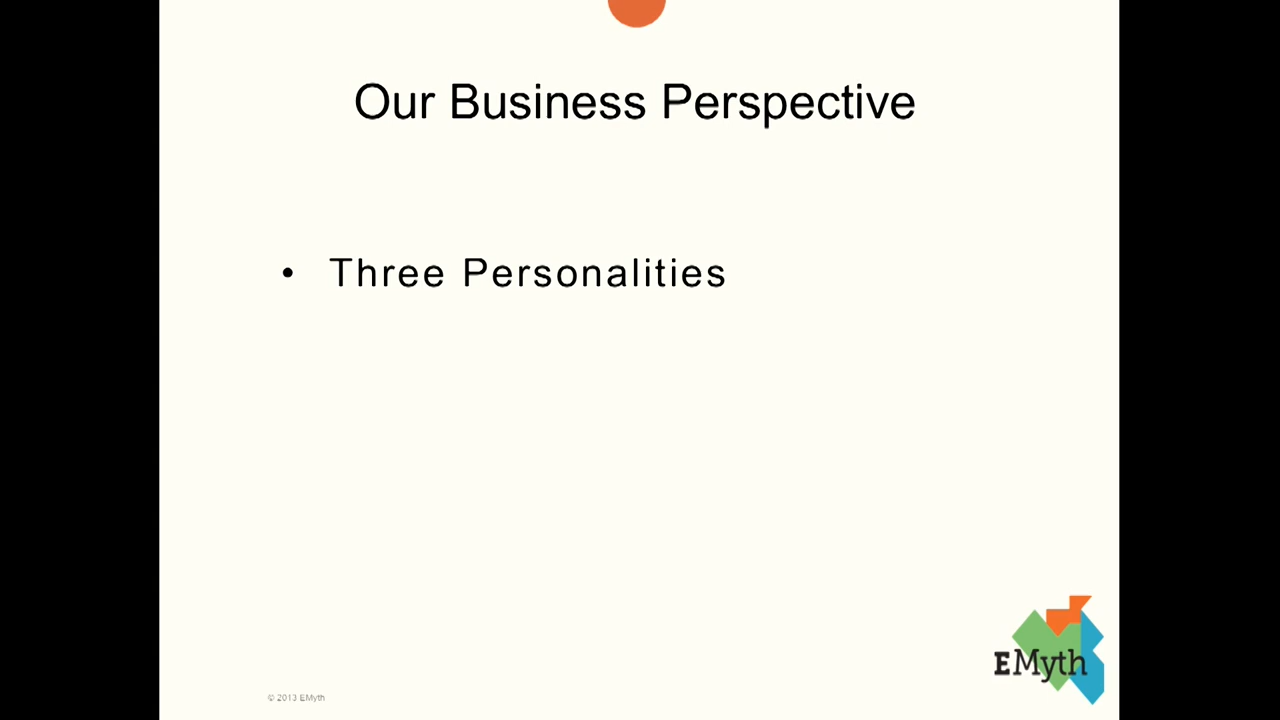 Our Business Perspective
• Three Personalities
EMyth
© 2013 EMyth